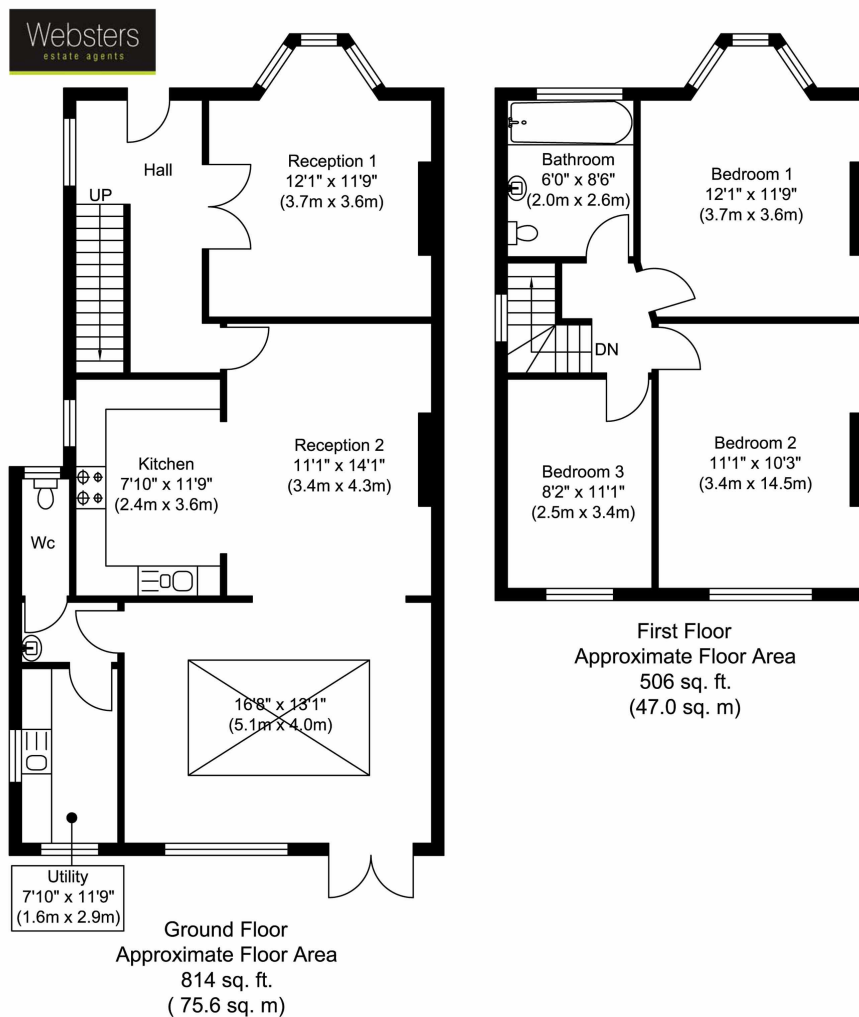 Websters
estate agents
Hall
UP
Reception 1
12'1" x 11'9"
(3.7m x 3.6m)
Kitchen
7'10" x 11'9"
(2.4m x 3.6m)
Reception 2
11'1" x 14'1"
(3.4m x 4.3m)
Wc
16'8" x 13'1"
(5.1m x 4.0m)
Utility
7'10" x 11'9"
(1.6m x 2.9m)
Ground Floor
Approximate Floor Area
814 sq. ft.
( 75.6 sq. m)
Bathroom
6'0" x 8'6"
(2.0m x 2.6m)
Bedroom 1
12'1" x 11'9"
(3.7m x 3.6m)
DN
Bedroom 3
8'2" x 11'1"
(2.5m x 3.4m)
Bedroom 2
11'1" x 10'3"
(3.4m x 14.5m)
First Floor
Approximate Floor Area
506 sq. ft.
(47.0 sq. m)